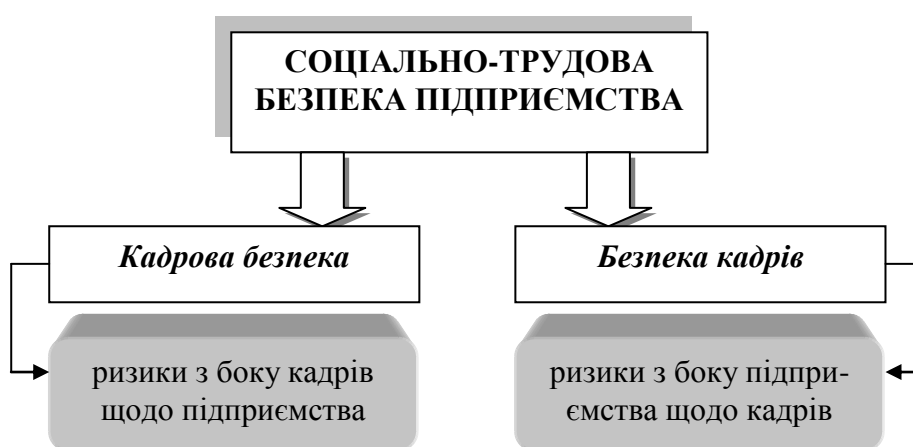 СОЦІАЛЬНО-ТРУДОВА
БЕЗПЕКА ПІДПРИЄМСТВА
Кадрова безпека
Безпека кадрів
ризики з боку кадрів
щодо підприємства
ризики з боку підпри-
ємства щодо кадрів